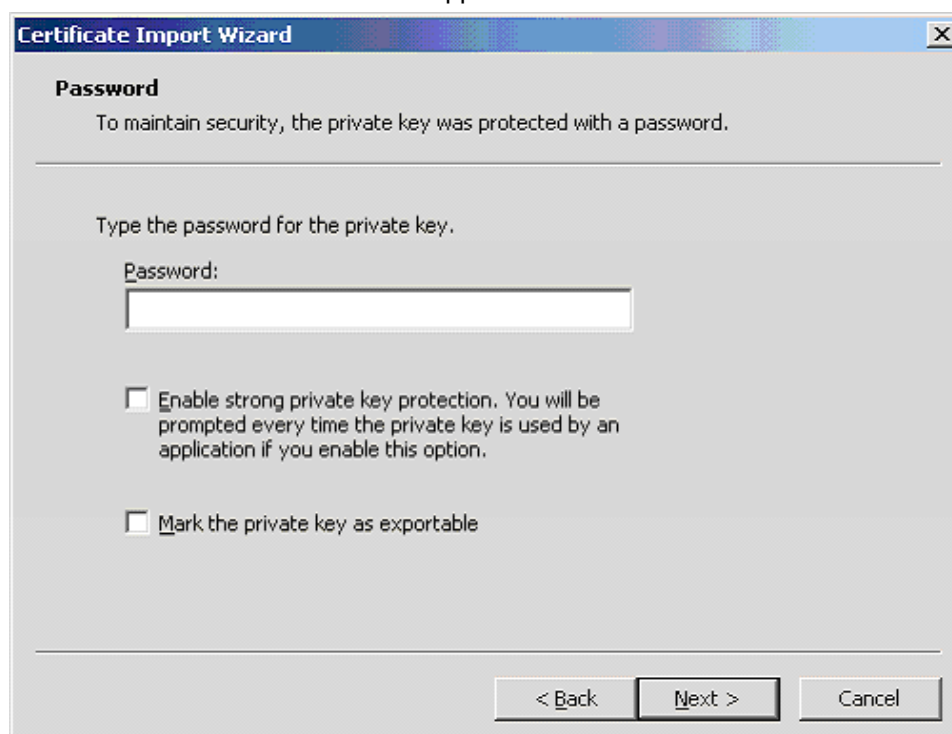 Certificate Import Wizard
Password
To maintain security, the private key was protected with a password.
Type the password for the private key.
Password:
Enable strong private key protection. You will be
prompted every time the private key is used by an
application if you enable this option.
Mark the private key as exportable
< Back
Next >
Cancel